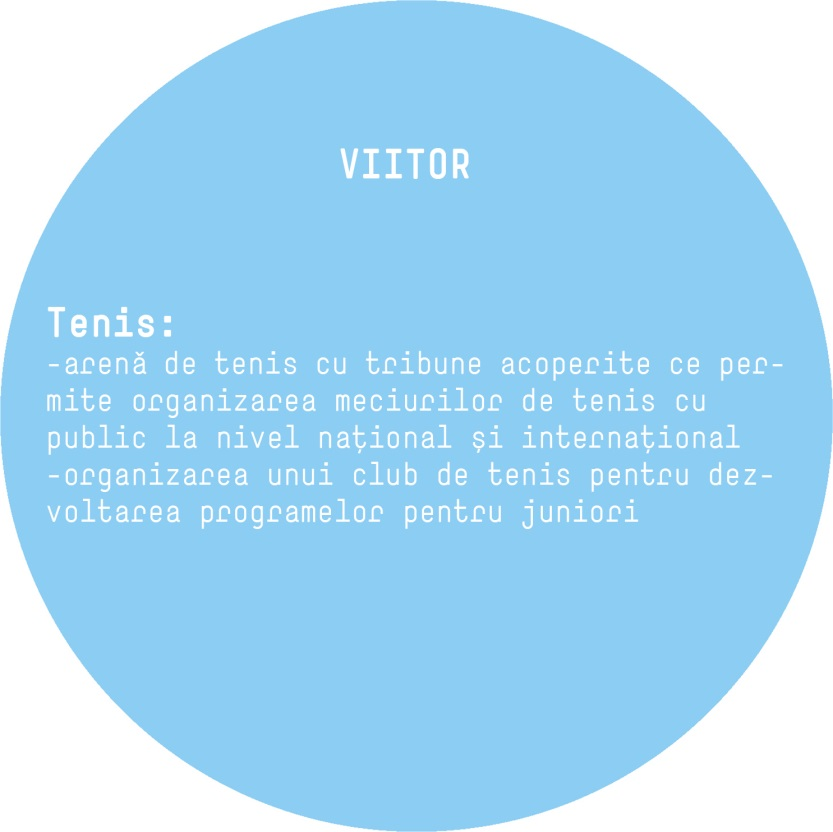 VIITOR
Tenis:
-arenă de tenis cu tribune acoperite ce per-
mite organizarea meciurilor de tenis cu
public la nivel național și internațional
-organizarea unui club de tenis pentru dez-
voltarea programelor pentru juniori